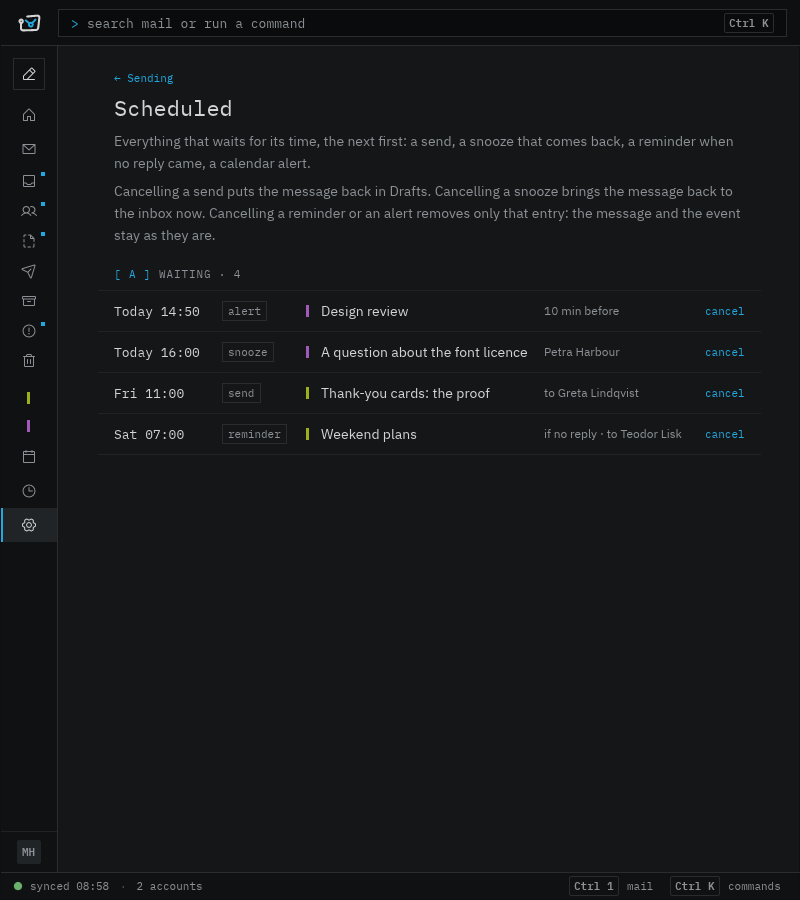 > search mail or run a command Ctrl K
← Sending
Scheduled
Everything that waits for its time, the next first: a send, a snooze that comes back, a reminder when
no reply came, a calendar alert.
Cancelling a send puts the message back in Drafts. Cancelling a snooze brings the message back to
the inbox now. Cancelling a reminder or an alert removes only that entry: the message and the event
stay as they are.
[ A ] WAITING · 4
Today 14:50 alert Design review 10 min before cancel
Today 16:00 snooze A question about the font licence Petra Harbour cancel
Fri 11:00 send Thank-you cards: the proof to Greta Lindqvist cancel
Sat 07:00 reminder Weekend plans if no reply · to Teodor Lisk cancel
MH
synced 08:58 · 2 accounts Ctrl 1 mail Ctrl K commands